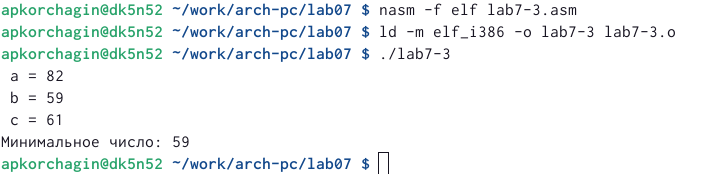 apkorchagin@dk5n52 ~/work/arch-pc/lab07 $ nasm -f elf lab7-3.asm
apkorchagin@dk5n52 ~/work/arch-pc/lab07 $ ld -m elf_i386 -o lab7-3 lab7-3.o
apkorchagin@dk5n52 ~/work/arch-pc/lab07 $ ./lab7-3
 a = 82
 b = 59
 c = 61
Минимальное число: 59
apkorchagin@dk5n52 ~/work/arch-pc/lab07 $